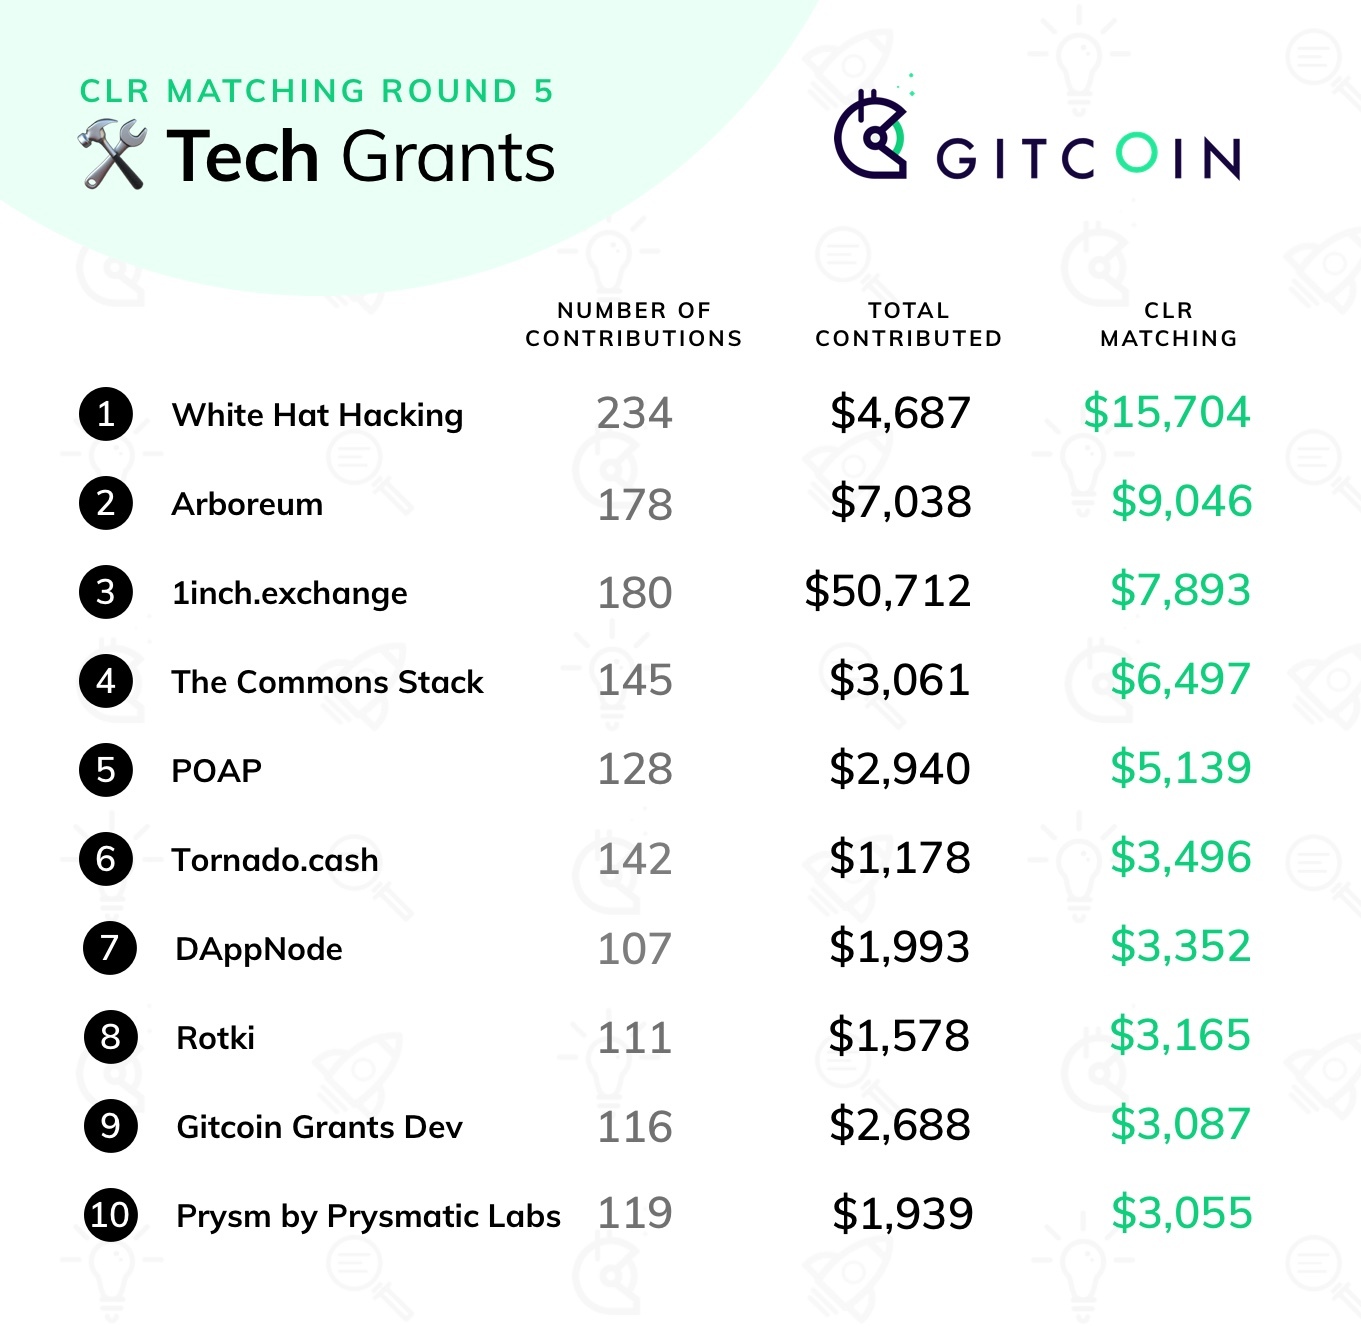 CLR MATCHING ROUND 5
Tech Grants
GITCOIN
NUMBER OF CONTRIBUTIONS TOTAL CONTRIBUTED CLR MATCHING
1 White Hat Hacking 234 $4,687 $15,704
2 Arboreum 178 $7,038 $9,046
3 1inch.exchange 180 $50,712 $7,893
4 The Commons Stack 145 $3,061 $6,497
5 POAP 128 $2,940 $5,139
6 Tornado.cash 142 $1,178 $3,496
7 DAppNode 107 $1,993 $3,352
8 Rotki 111 $1,578 $3,165
9 Gitcoin Grants Dev 116 $2,688 $3,087
10 Prysm by Prysmatic Labs 119 $1,939 $3,055